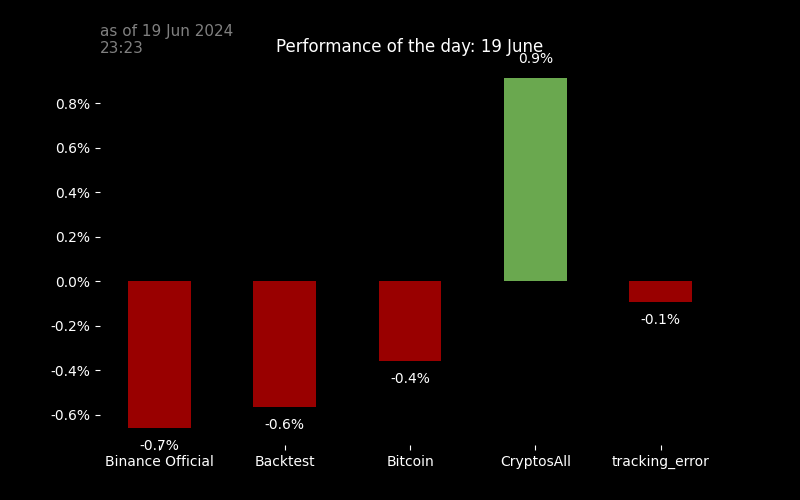 as of 19 Jun 2024
23:23
Performance of the day: 19 June
0.9%
0.8%
0.6%
0.4%
0.2%
0.0%
-0.2%
-0.4%
-0.6%
-0.1%
-0.4%
-0.6%
-0.7%
Binance Official
Backtest
Bitcoin
CryptosAll
tracking_error